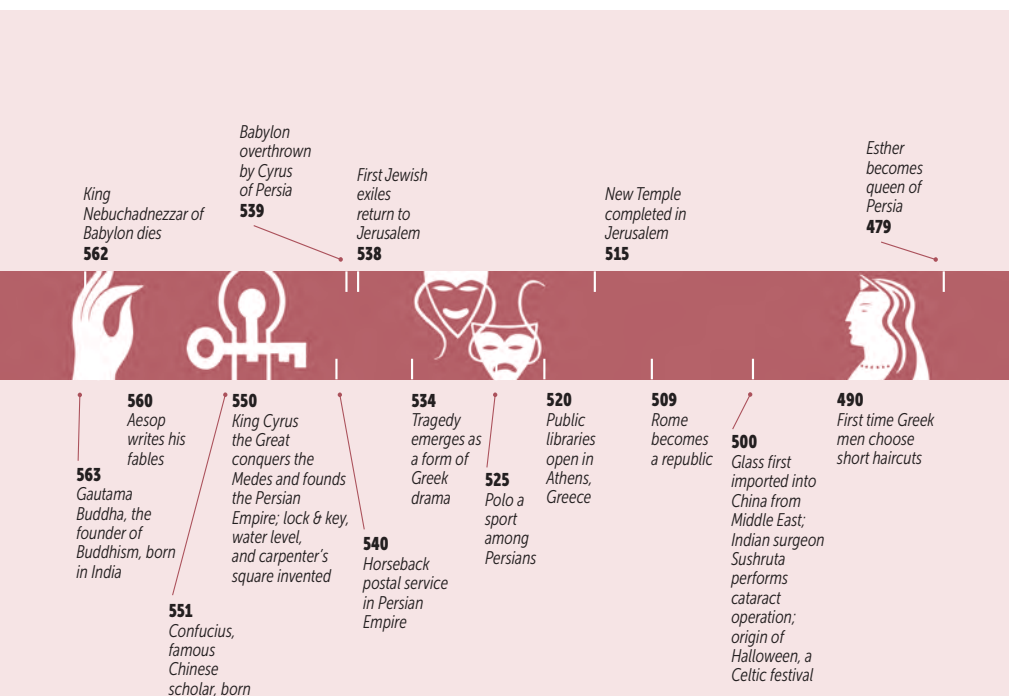 King
Nebuchadnezzar of
Babylon dies
562
Babylon
overthrown
by Cyrus
of Persia
539
First Jewish
exiles
return to
Jerusalem
538
New Temple
completed in
Jerusalem
515
Esther
becomes
queen of
Persia
479
563
Gautama
Buddha, the
founder of
Buddhism, born
in India
560
Aesop
writes his
fables
551
Confucius,
famous
Chinese
scholar, born
550
King Cyrus
the Great
conquers the
Medes and founds
the Persian
Empire; lock & key,
water level,
and carpenter's
square invented
540
Horseback
postal service
in Persian
Empire
534
Tragedy
emerges as
a form of
Greek
drama
525
Polo a
sport
among
Persians
520
Public
libraries
open in
Athens,
Greece
509
Rome
becomes
a republic
500
Glass first
imported into
China from
Middle East;
Indian surgeon
Sushruta
performs
cataract
operation;
origin of
Halloween, a
Celtic festival
490
First time Greek
men choose
short haircuts